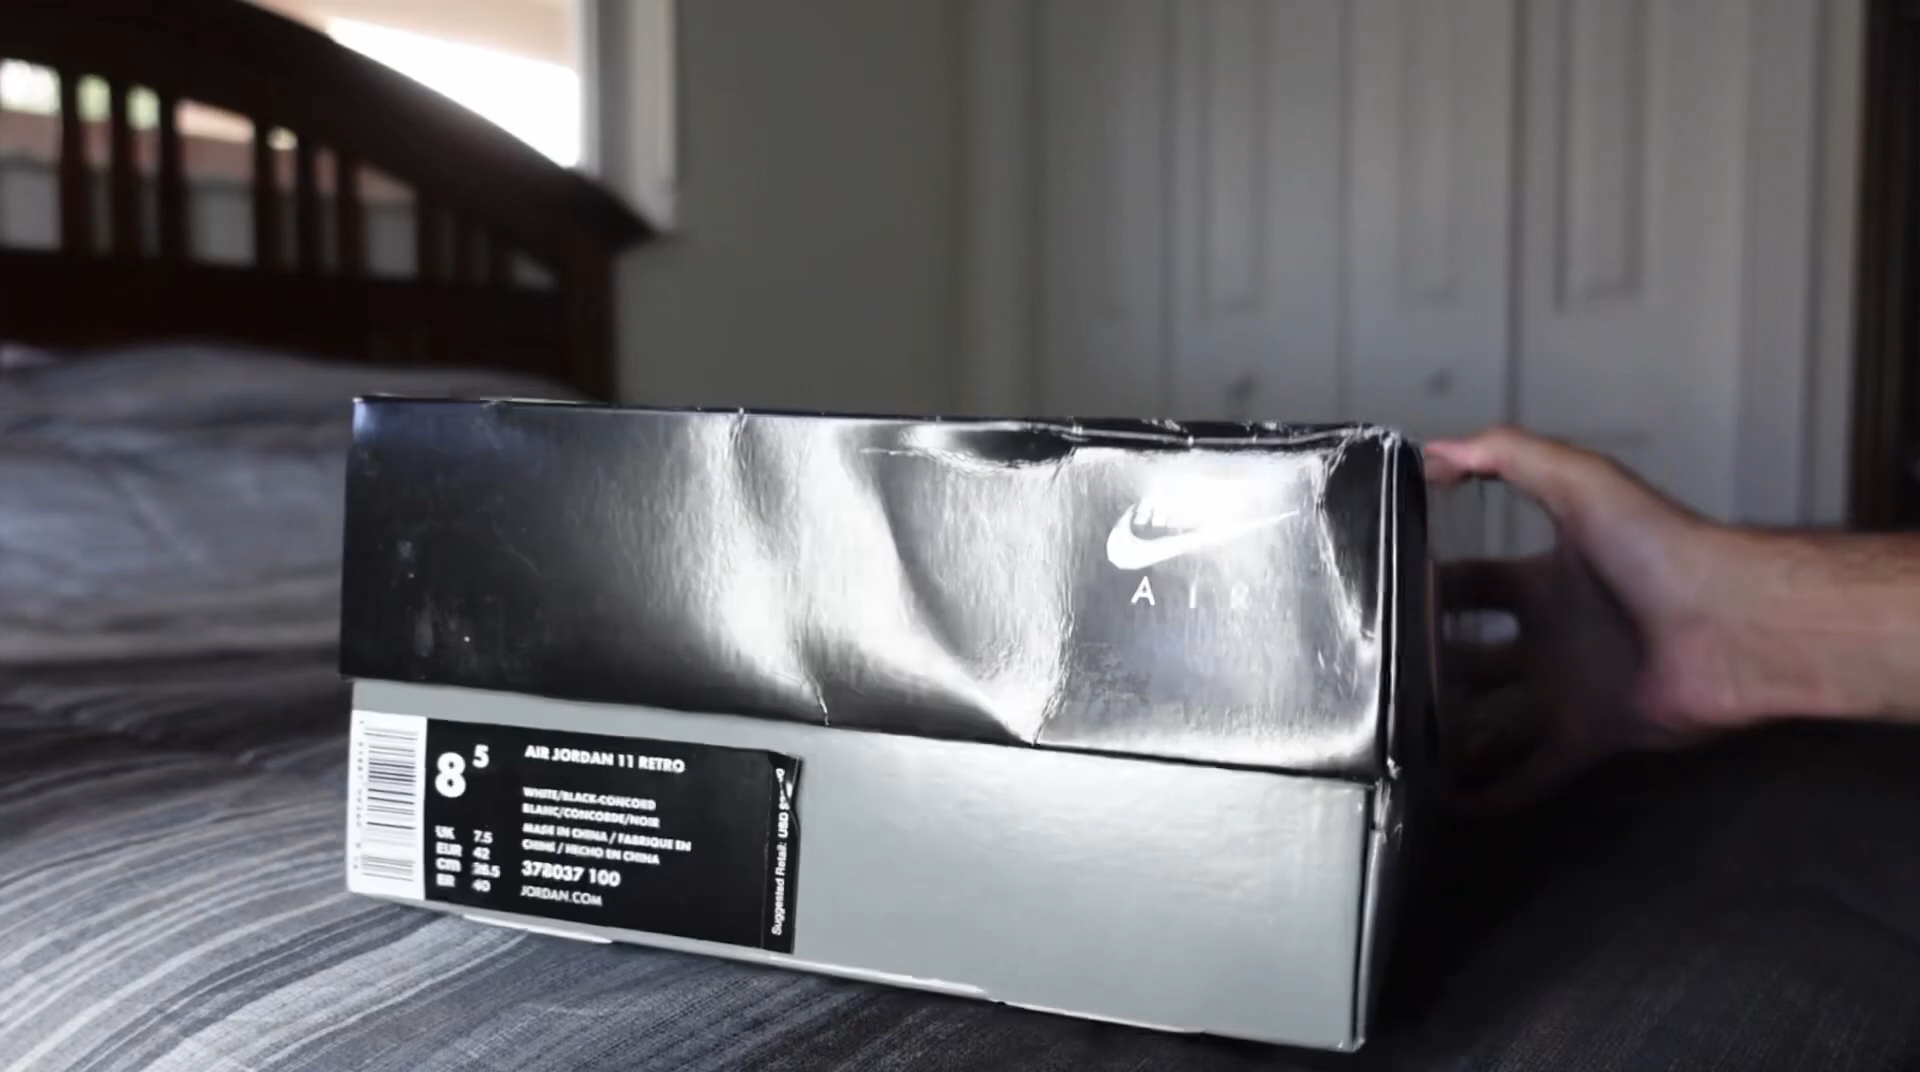 AIR
8 5
AIR JORDAN 11 RETRO
WHITE/BLACK-CONCORD
BLANC/CONCORDE/NOIR
MADE IN CHINA / FABRIQUE EN
CHINE / HECHO EN CHINA
378037 100
JORDAN.COM
UK 7.5
EUR 42
cm 26.5
BR 40
Suggested Retail: USD